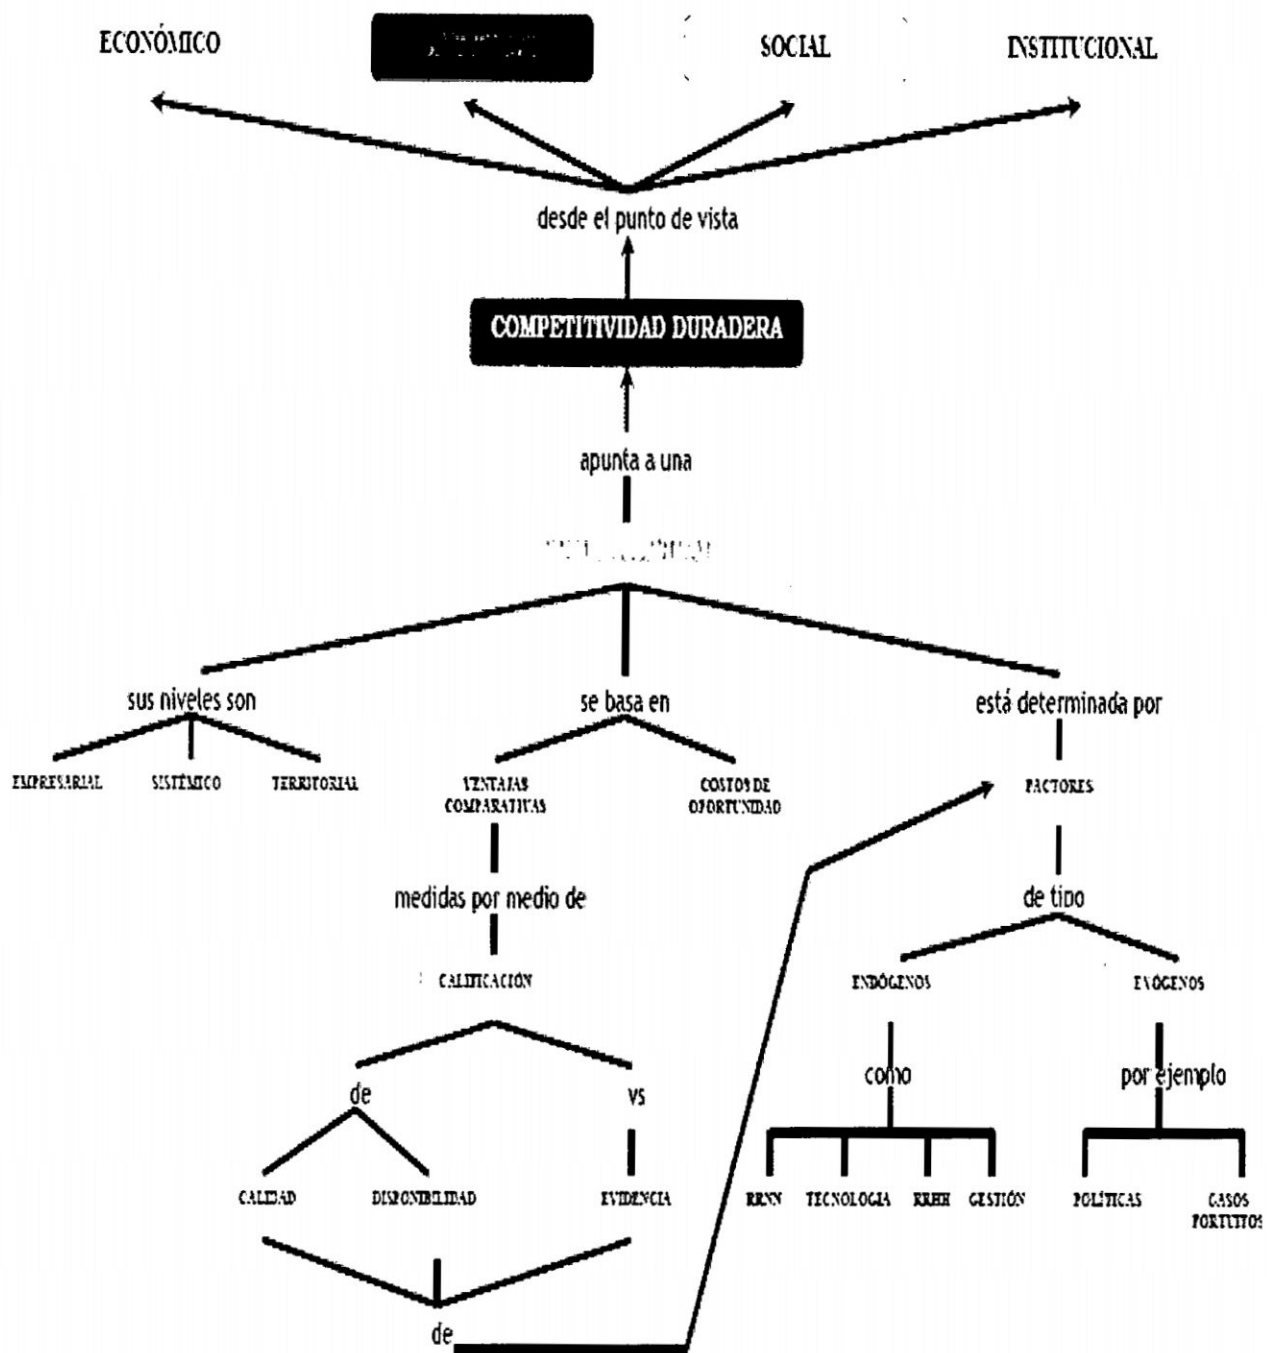 ECONÓMICO
SOCIAL
INSTITUCIONAL
desde el punto de vista
COMPETITIVIDAD DURADERA
apunta a una
sus niveles son
se basa en
está determinada por
EMPRESARIAL
SISTÉMICO
TERRITORIAL
VENTAJAS
COMPARATIVAS
COSTOS DE
OPORTUNIDAD
FACTORES
medidas por medio de
de tipo
CALIFICACIÓN
ENDÓGENOS
EXÓGENOS
de
vs
como
por ejemplo
CALIDAD
DISPONIBILIDAD
EVIDENCIA
RRNN
TECNOLOGIA
RRHH
GESTIÓN
POLÍTICAS
CASOS
FORTUITOS
de